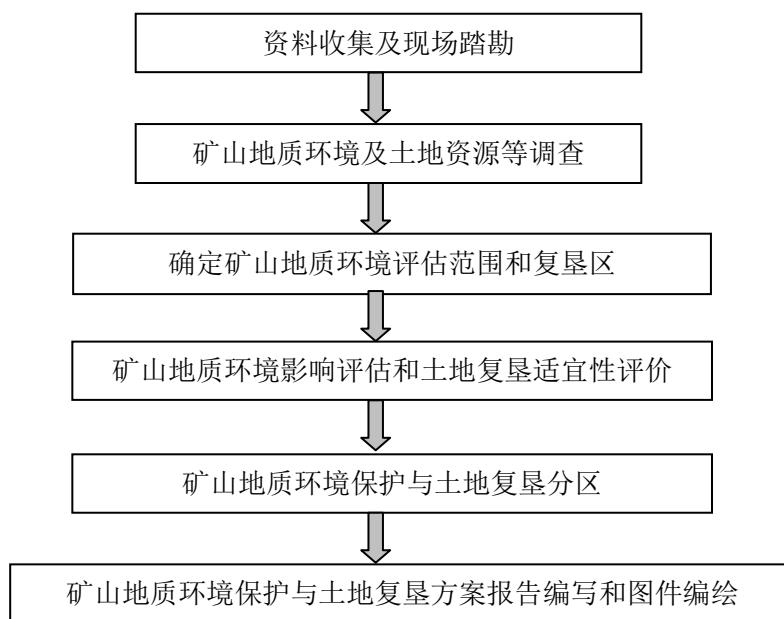 资料收集及现场踏勘
矿山地质环境及土地资源等调查
确定矿山地质环境评估范围和复垦区
矿山地质环境影响评估和土地复垦适宜性评价
矿山地质环境保护与土地复垦分区
矿山地质环境保护与土地复垦方案报告编写和图件编绘